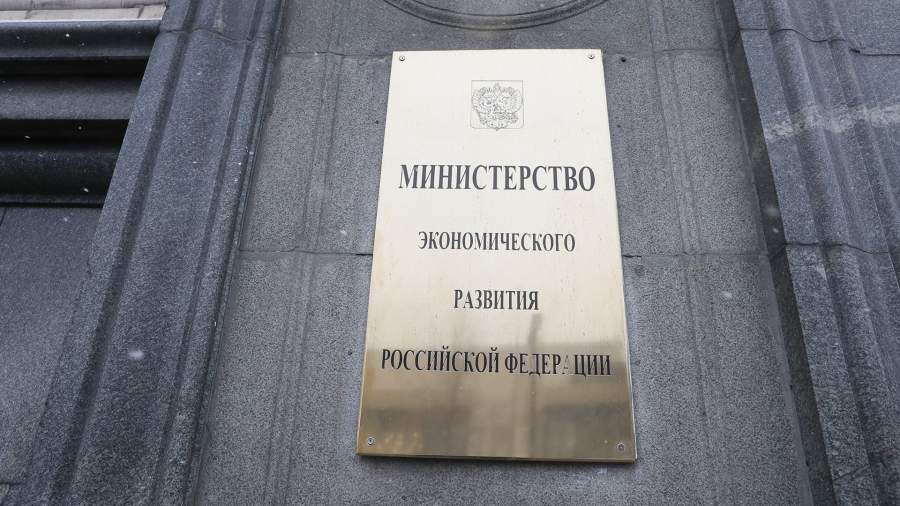 МИНИСТЕРСТВО
ЭКОНОМИЧЕСКОГО
РАЗВИТИЯ
РОССИЙСКОЙ ФЕДЕРАЦИИ